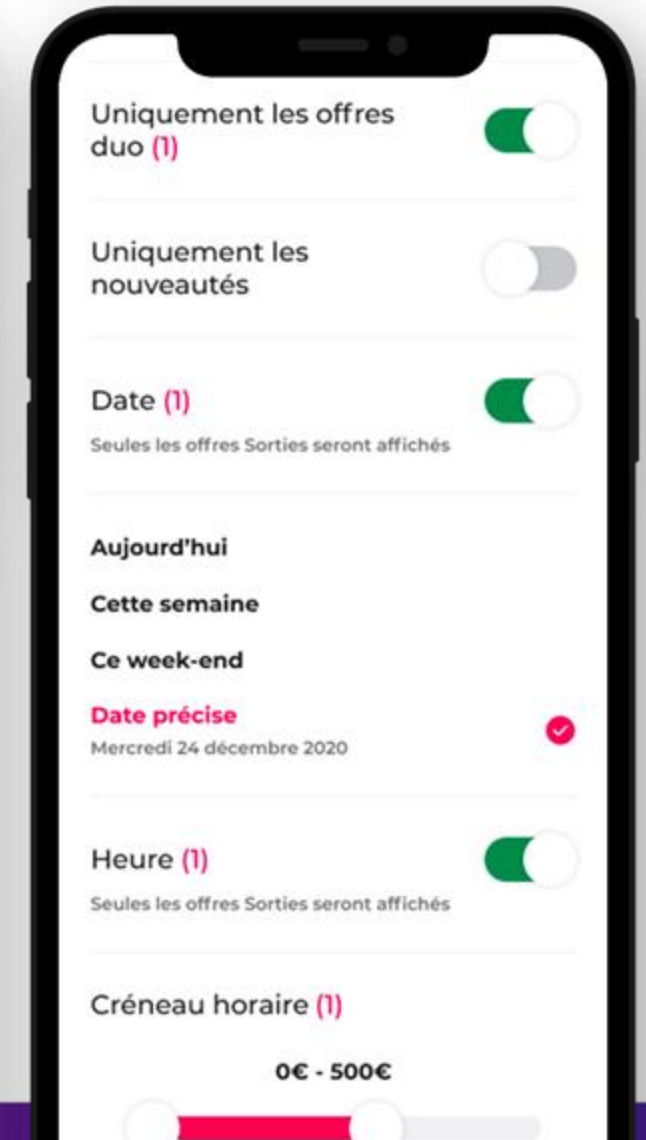 Uniquement les offres
duo (1)
Uniquement les
nouveautés
Date (1)
Seules les offres Sorties seront affichés
Aujourd’hui
Cette semaine
Ce week-end
Date précise
Mercredi 24 décembre 2020
Heure (1)
Seules les offres Sorties seront affichés
Créneau horaire (1)
0€ - 500€